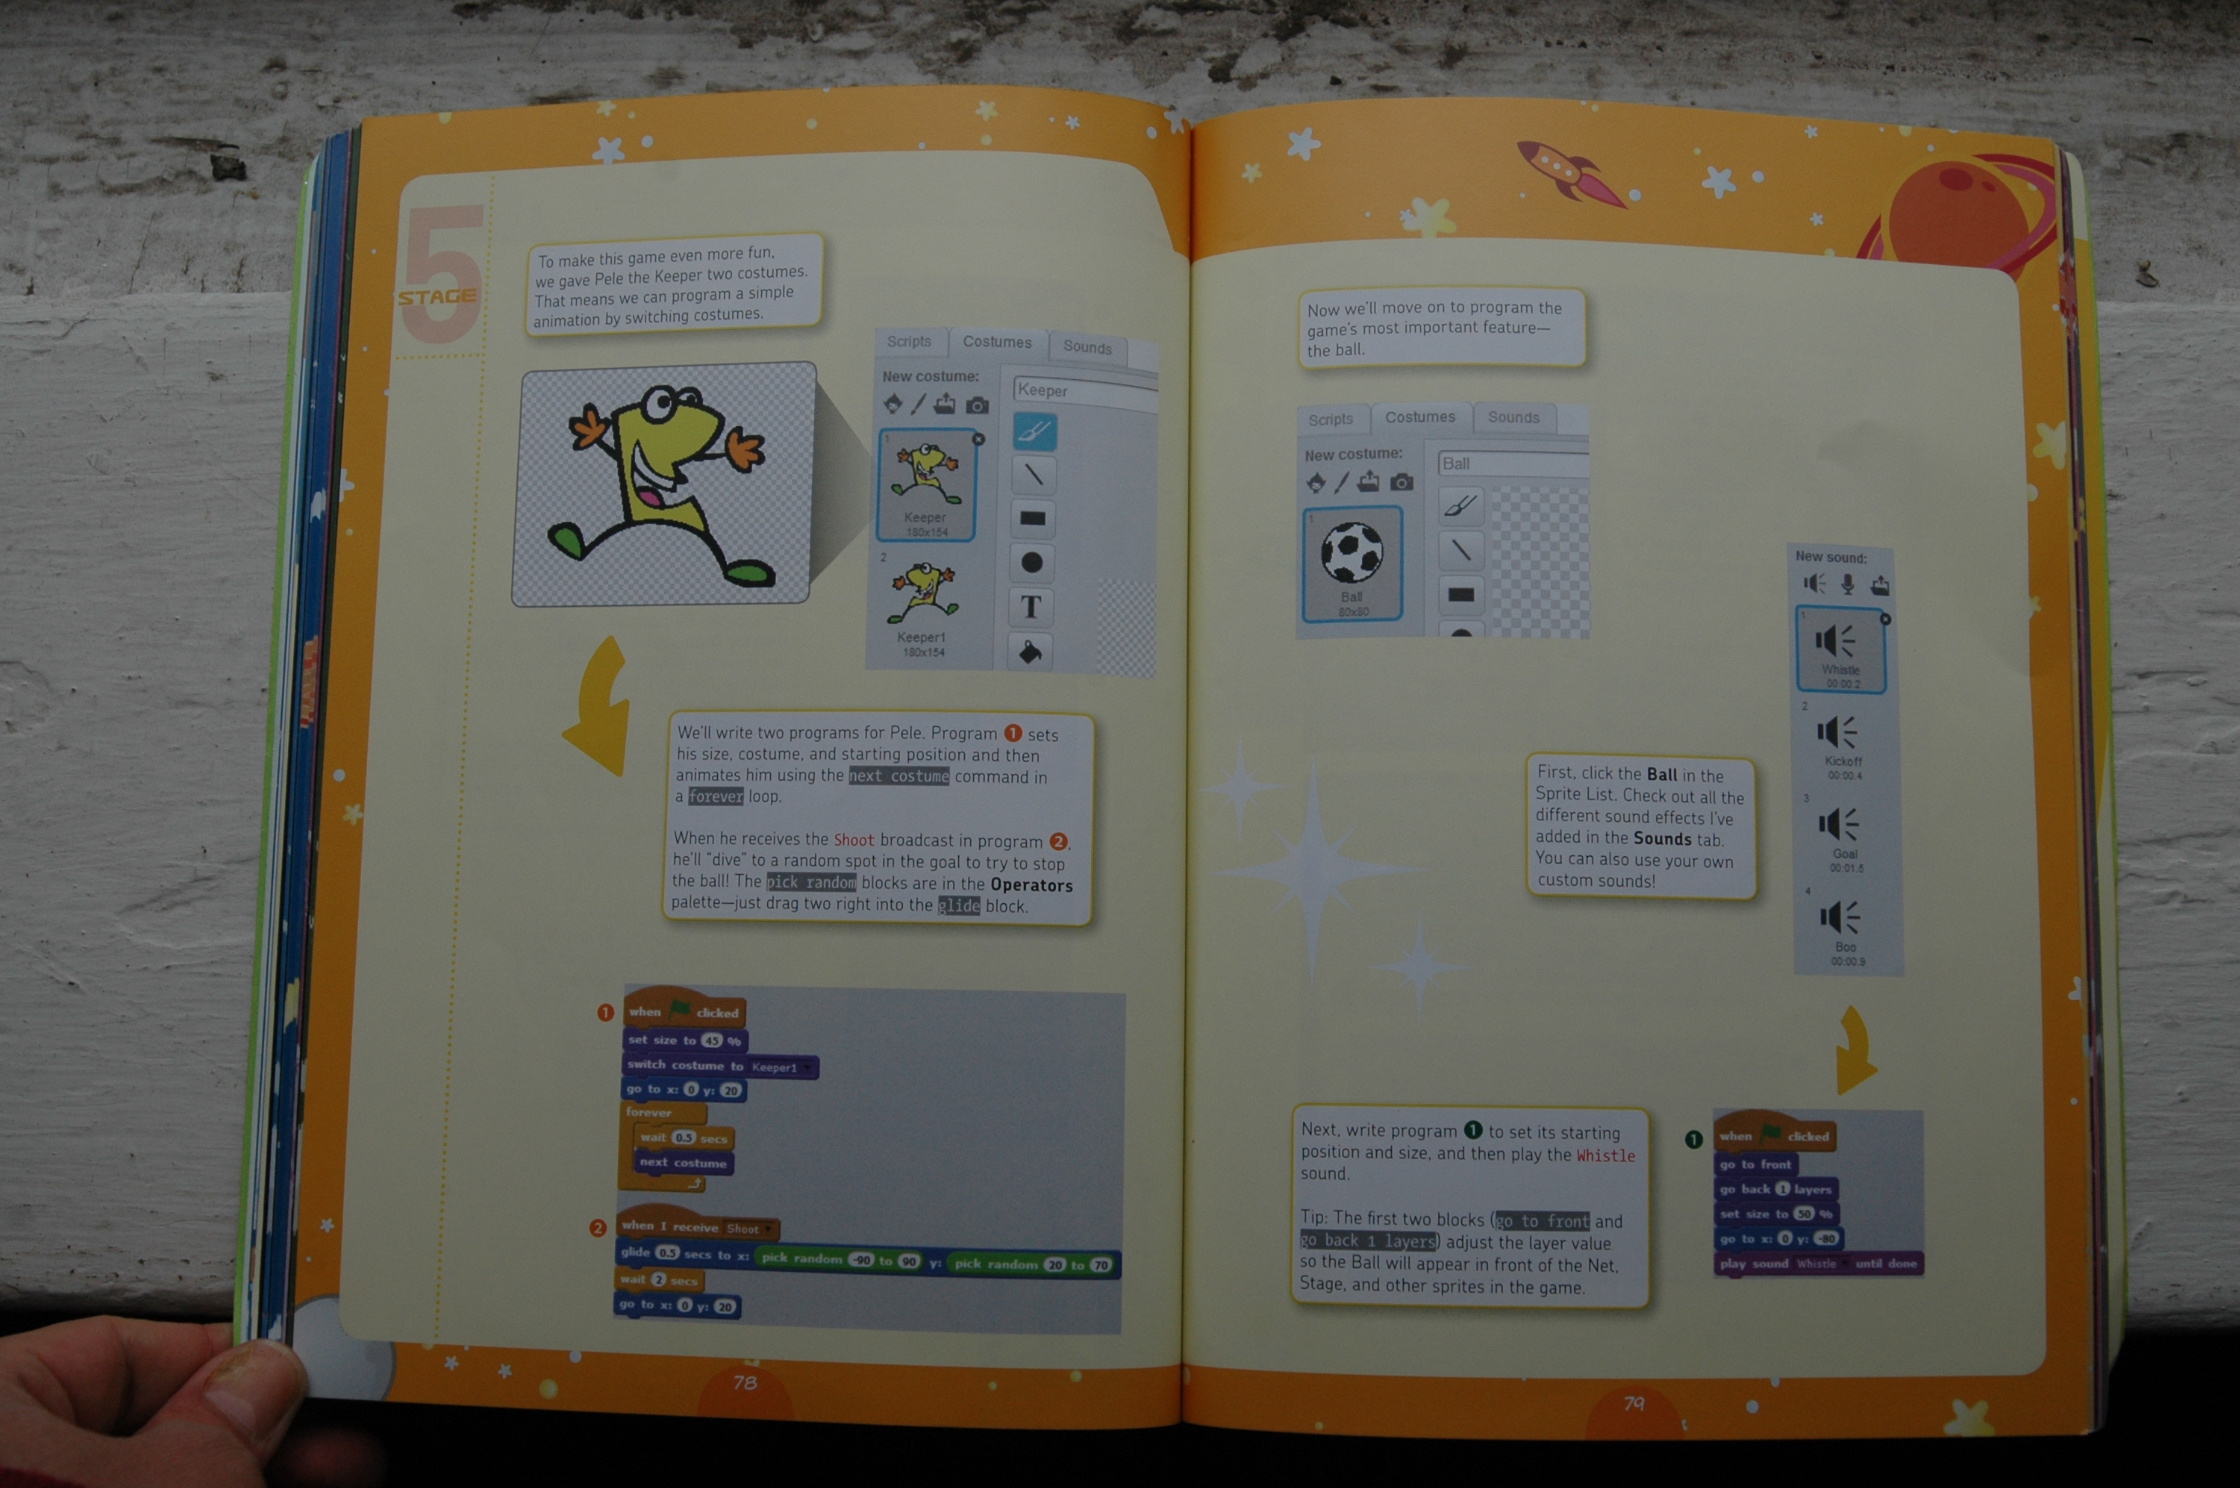 5
STAGE
To make this game even more fun,
we gave Pele the Keeper two costumes.
That means we can program a simple
animation by switching costumes.
Scripts Costumes Sounds
New costume:
Keeper
1
Keeper
180x154
2
Keeper1
180x154
T
We'll write two programs for Pele. Program 1 sets
his size, costume, and starting position and then
animates him using the next costume command in
a forever loop.
When he receives the Shoot broadcast in program 2,
he'll "dive" to a random spot in the goal to try to stop
the ball! The pick random blocks are in the Operators
palette—just drag two right into the glide block.
1
when clicked
set size to 45 %
switch costume to Keeper1
go to x: 0 y: 20
forever
wait 0.5 secs
next costume
2
when I receive Shoot
glide 0.5 secs to x: pick random -90 to 90 y: pick random 20 to 70
wait 2 secs
go to x: 0 y: 20
78
Now we'll move on to program the
game's most important feature—
the ball.
Scripts Costumes Sounds
New costume:
Ball
1
Ball
80x80
New sound:
1
Whistle
00:00.2
2
Kickoff
00:00.4
3
Goal
00:01.5
4
Boo
00:00.9
First, click the Ball in the
Sprite List. Check out all the
different sound effects I've
added in the Sounds tab.
You can also use your own
custom sounds!
Next, write program 1 to set its starting
position and size, and then play the Whistle
sound.
Tip: The first two blocks (go to front and
go back 1 layers) adjust the layer value
so the Ball will appear in front of the Net,
Stage, and other sprites in the game.
1
when clicked
go to front
go back 1 layers
set size to 50 %
go to x: 0 y: -80
play sound Whistle until done
79